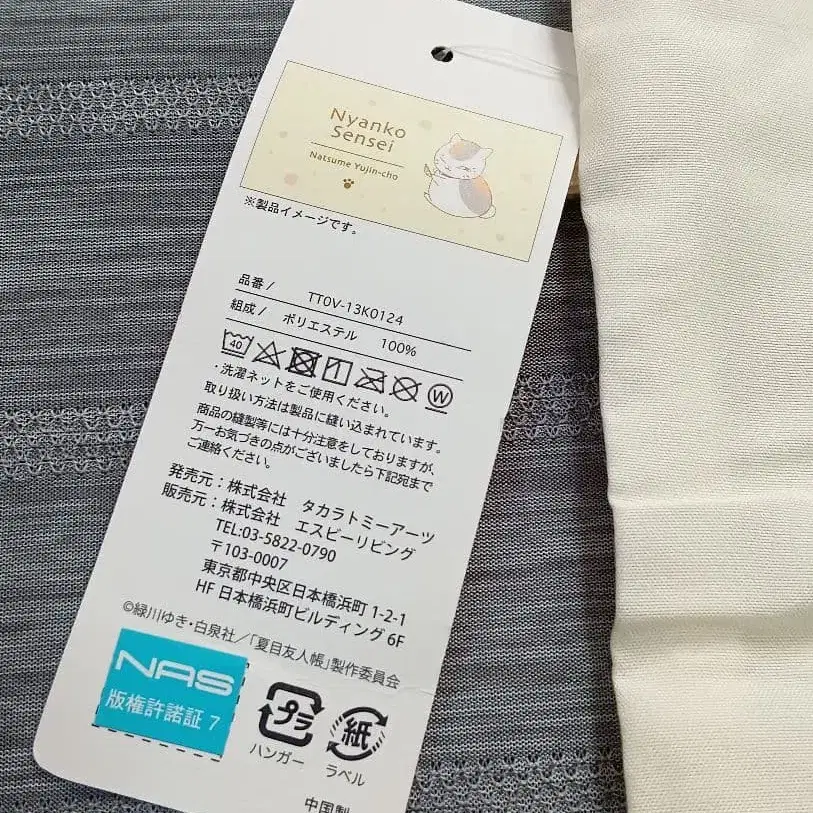 Nyanko
Sensei
Natsume Yujin-cho
※製品イメージです。
品番 / TT0V-13K0124
組成 / ポリエステル 100%
40 W
・洗濯ネットをご使用ください。
取り扱い方法は製品に縫い込まれています。
商品の縫製等には十分注意をしておりますが、
万一お気づきの点がございましたら下記宛まで
ご連絡ください。
発売元：株式会社 タカラトミーアーツ
販売元：株式会社 エスビーリビング
TEL:03-5822-0790
〒103-0007
東京都中央区日本橋浜町 1-2-1
HF 日本橋浜町ビルディング 6F
©緑川ゆき・白泉社／「夏目友人帳」製作委員会
NAS
版権許諾証 7
プラ
ハンガー
紙
ラベル
中国製